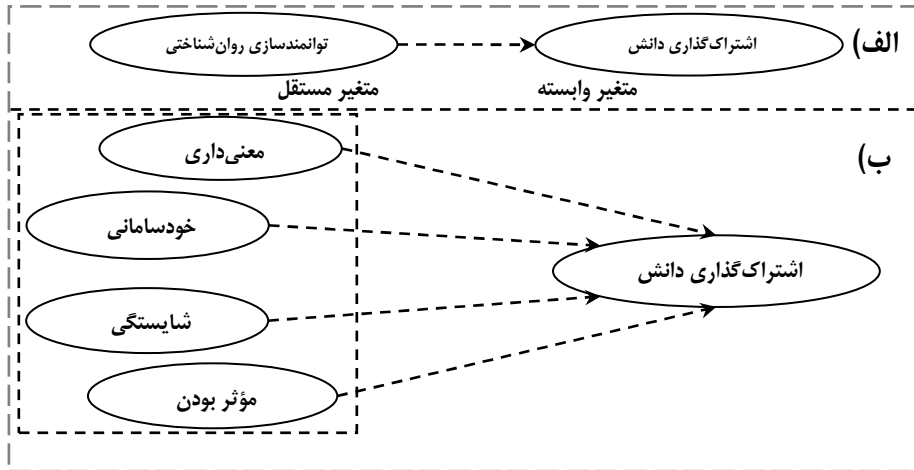 الف)
اشتراک‌گذاری دانش
توانمندسازی روان‌شناختی
متغیر وابسته
متغیر مستقل
ب)
معنی‌داری
خودسامانی
اشتراک‌گذاری دانش
شایستگی
مؤثر بودن